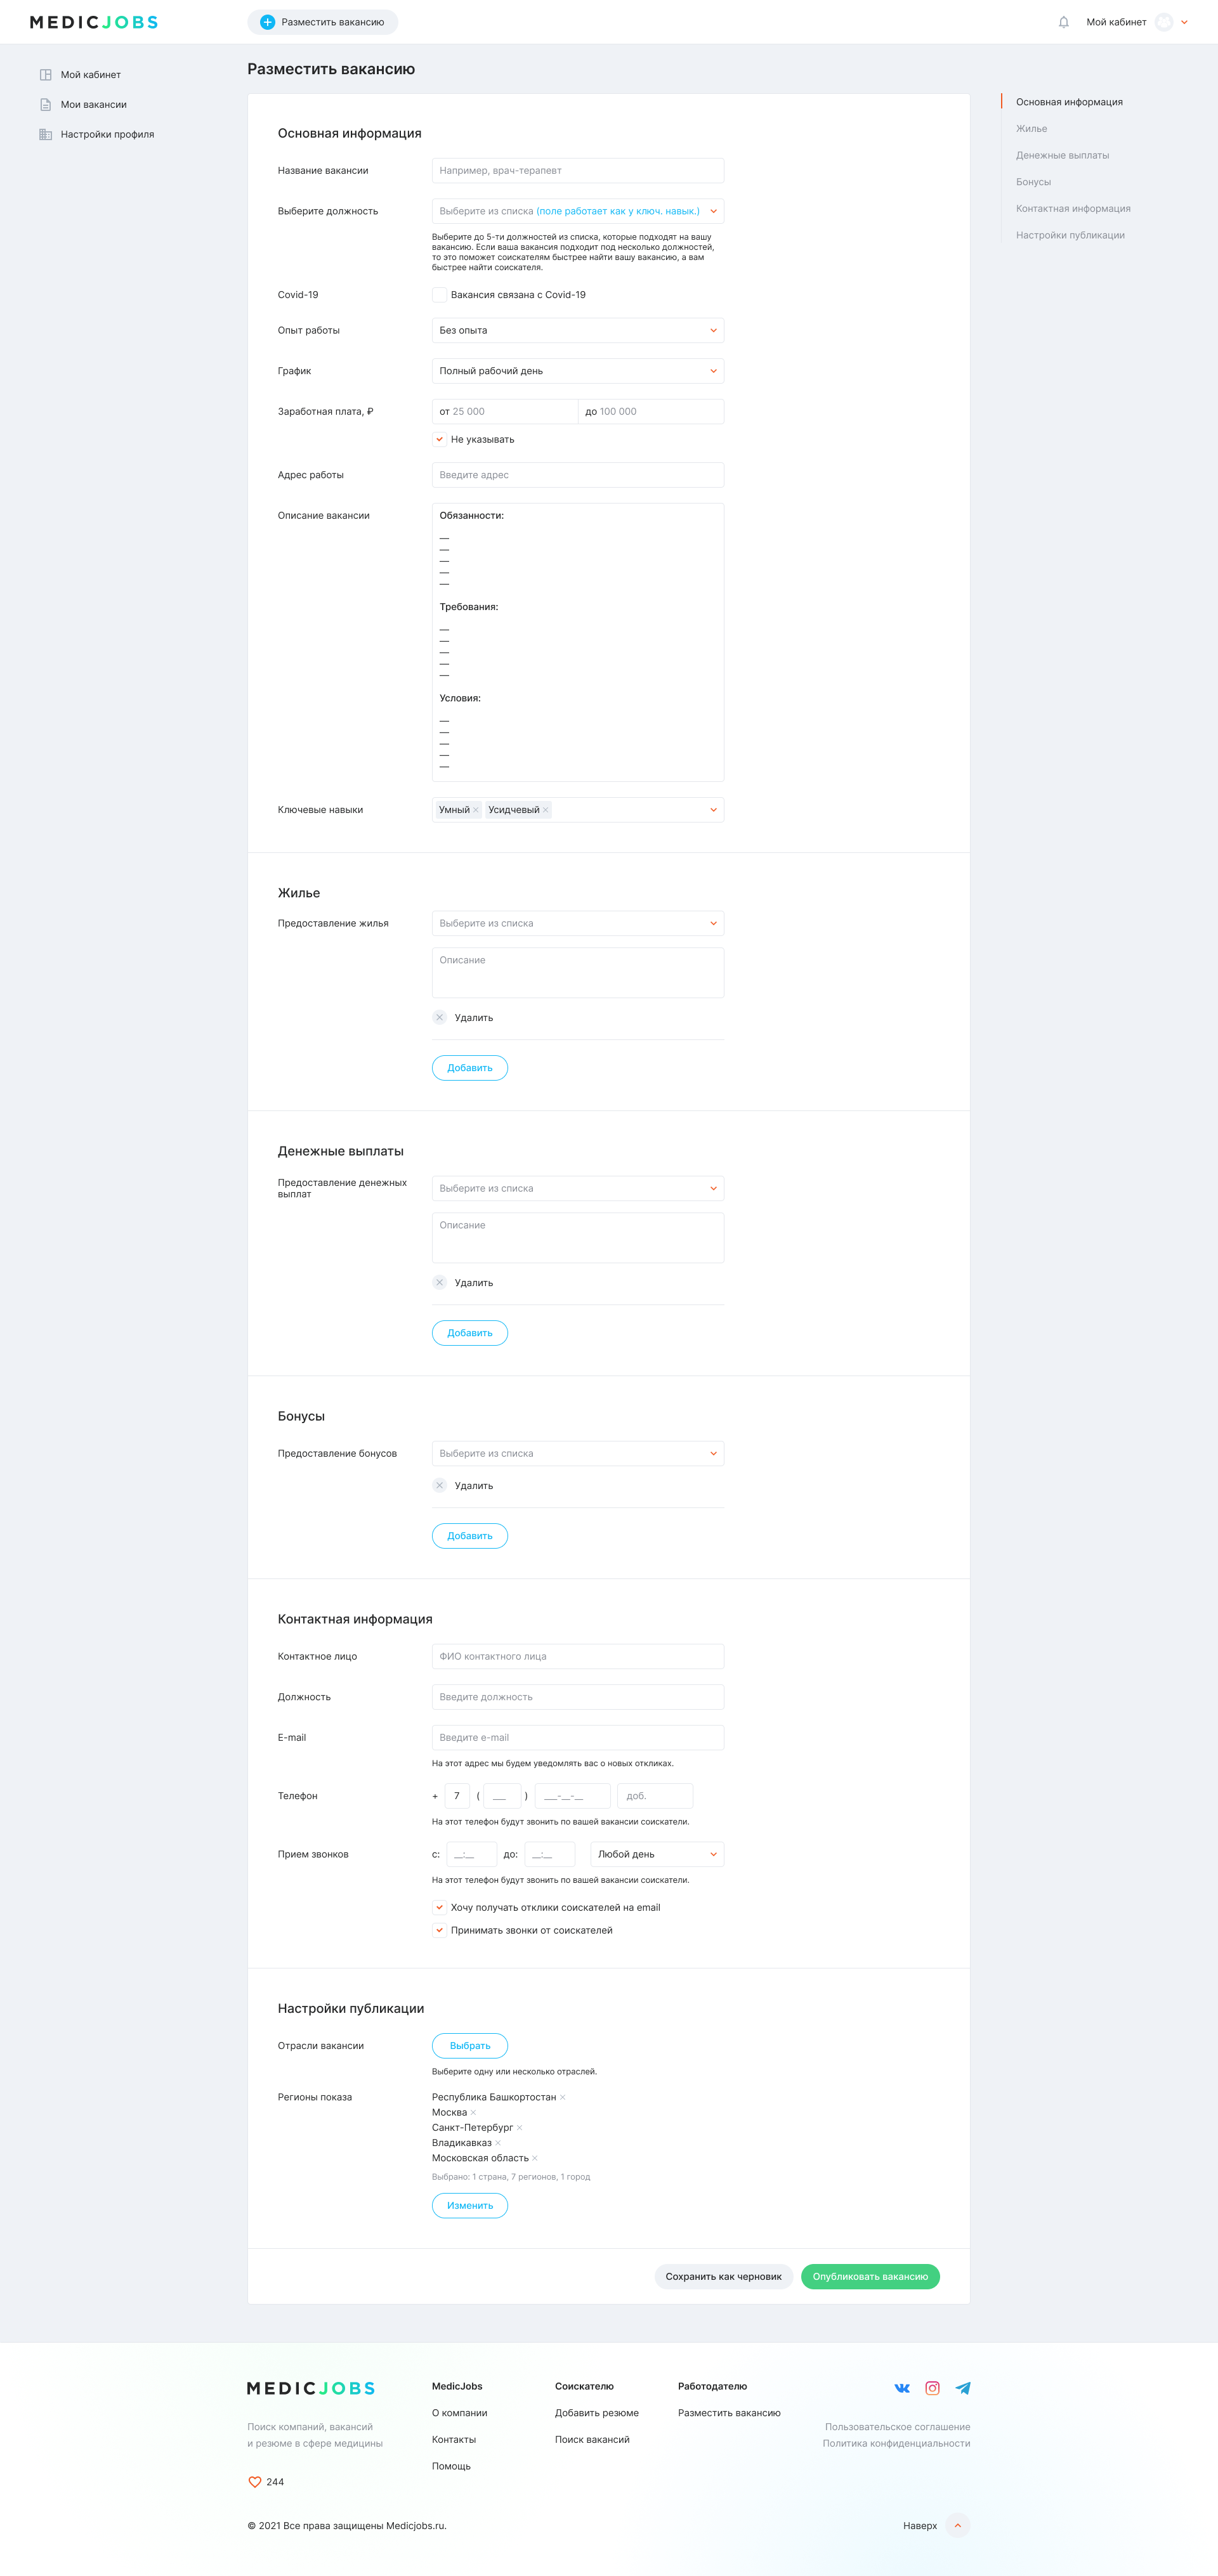 MEDICJOBS
Разместить вакансию
Мой кабинет
Мой кабинет
Мои вакансии
Настройки профиля
Разместить вакансию
Основная информация
Жилье
Денежные выплаты
Бонусы
Контактная информация
Настройки публикации
Основная информация
Название вакансии
Например, врач-терапевт
Выберите должность
Выберите из списка (поле работает как у ключ. навык.)
Выберите до 5-ти должностей из списка, которые подходят на вашу
вакансию. Если ваша вакансия подходит под несколько должностей,
то это поможет соискателям быстрее найти вашу вакансию, а вам
быстрее найти соискателя.
Covid-19
Вакансия связана с Covid-19
Опыт работы
Без опыта
График
Полный рабочий день
Заработная плата, ₽
от 25 000
до 100 000
Не указывать
Адрес работы
Введите адрес
Описание вакансии
Обязанности:
—
—
—
—
—
Требования:
—
—
—
—
—
Условия:
—
—
—
—
—
Ключевые навыки
Умный
Усидчевый
Жилье
Предоставление жилья
Выберите из списка
Описание
Удалить
Добавить
Денежные выплаты
Предоставление денежных
выплат
Выберите из списка
Описание
Удалить
Добавить
Бонусы
Предоставление бонусов
Выберите из списка
Удалить
Добавить
Контактная информация
Контактное лицо
ФИО контактного лица
Должность
Введите должность
E-mail
Введите e-mail
На этот адрес мы будем уведомлять вас о новых откликах.
Телефон
+ 7 ( ___ ) ___-__-__ доб.
На этот телефон будут звонить по вашей вакансии соискатели.
Прием звонков
с: __:__ до: __:__ Любой день
На этот телефон будут звонить по вашей вакансии соискатели.
Хочу получать отклики соискателей на email
Принимать звонки от соискателей
Настройки публикации
Отрасли вакансии
Выбрать
Выберите одну или несколько отраслей.
Регионы показа
Республика Башкортостан
Москва
Санкт-Петербург
Владикавказ
Московская область
Выбрано: 1 страна, 7 регионов, 1 город
Изменить
Сохранить как черновик
Опубликовать вакансию
MEDICJOBS
Поиск компаний, вакансий
и резюме в сфере медицины
244
MedicJobs
О компании
Контакты
Помощь
Соискателю
Добавить резюме
Поиск вакансий
Работодателю
Разместить вакансию
Пользовательское соглашение
Политика конфиденциальности
© 2021 Все права защищены Medicjobs.ru.
Наверх